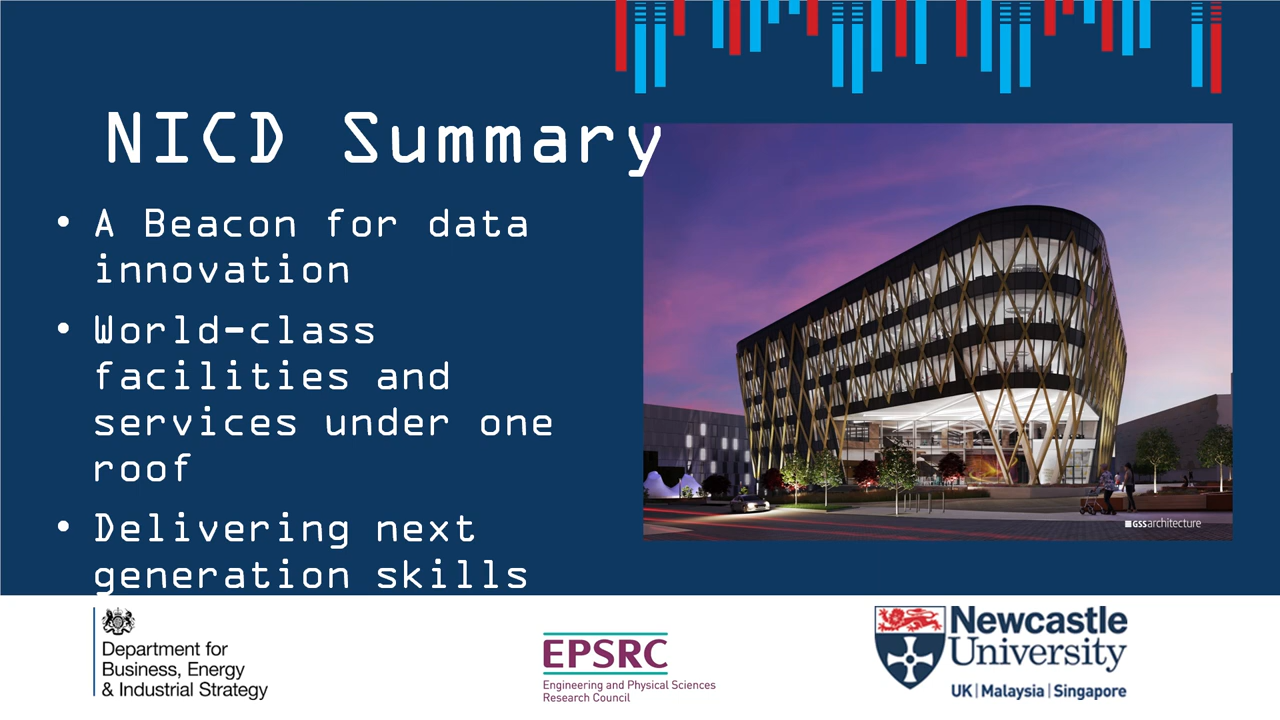 NICD Summary
• A Beacon for data
innovation
• World-class
facilities and
services under one
roof
• Delivering next
generation skills
GSSarchitecture
Department for
Business, Energy
& Industrial Strategy
EPSRC
Engineering and Physical Sciences
Research Council
Newcastle
University
UK | Malaysia | Singapore